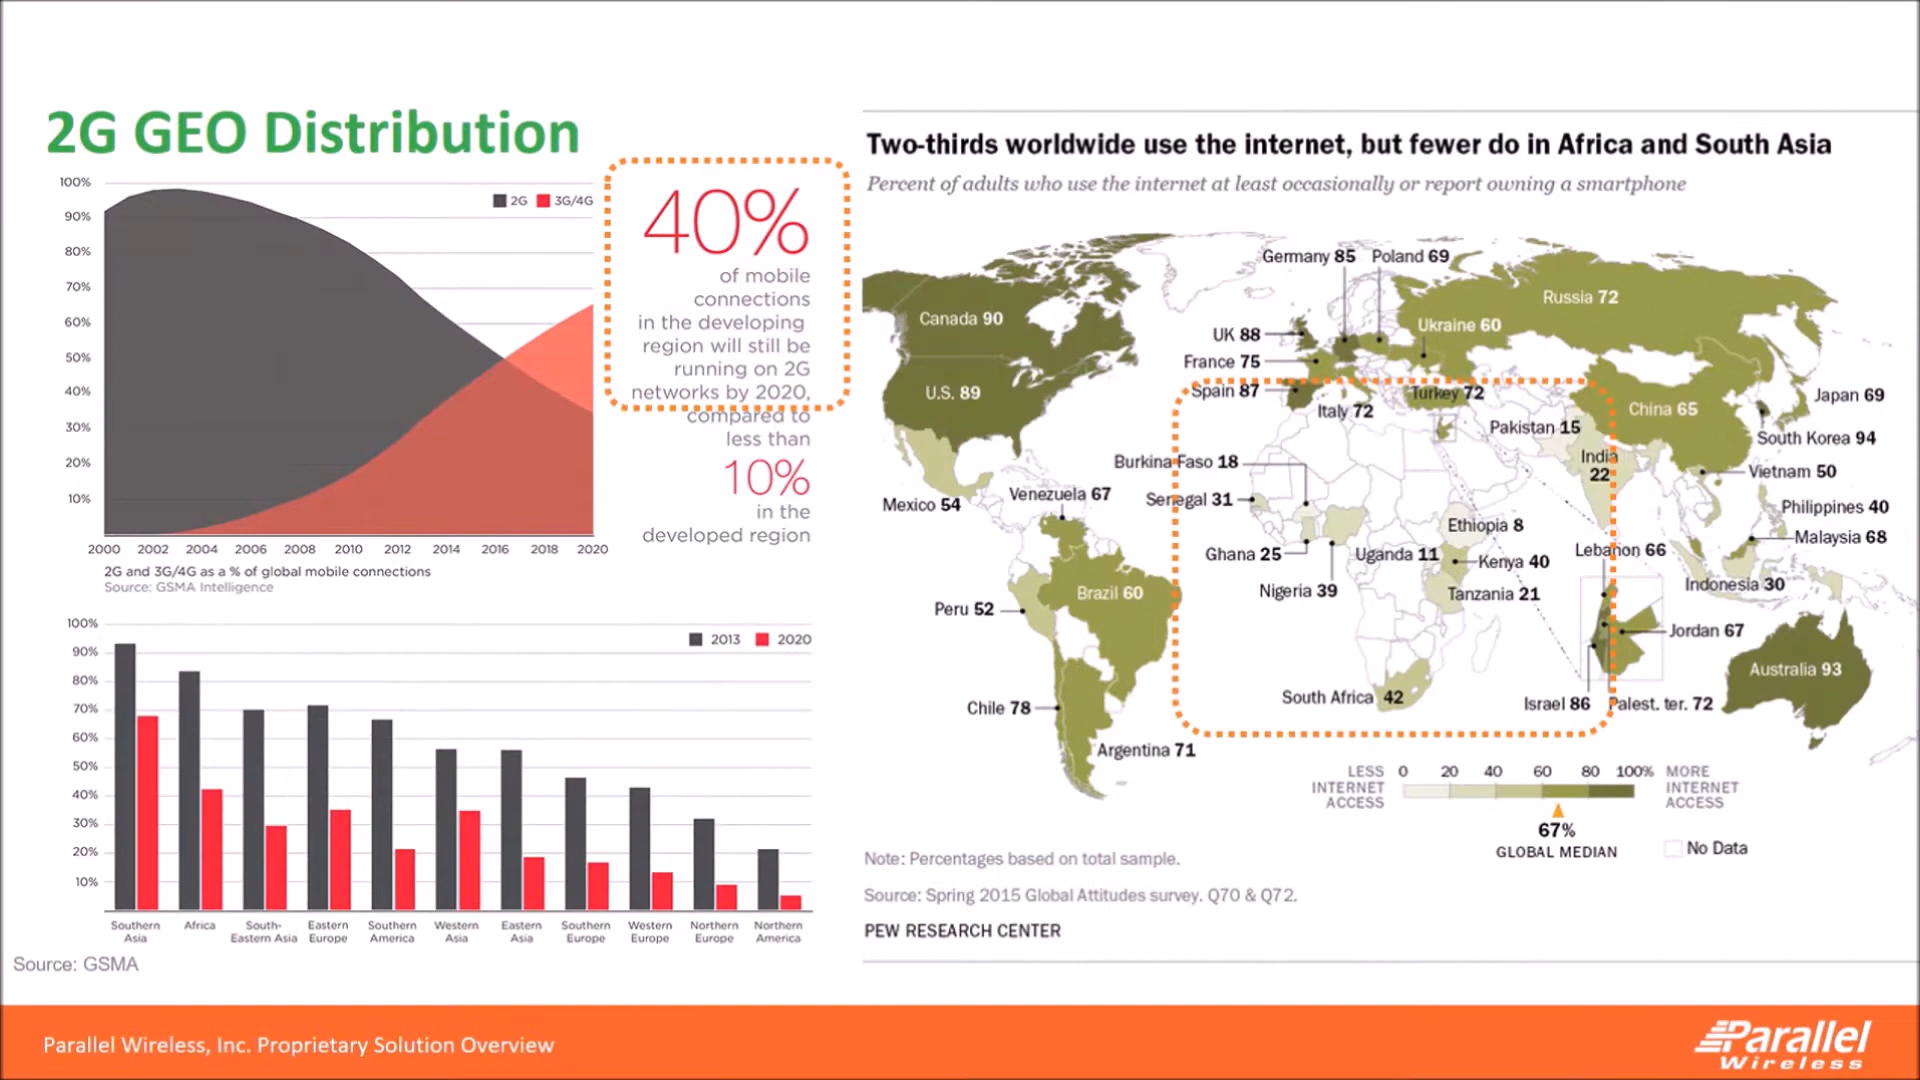 2G GEO Distribution
100%
90%
80%
70%
60%
50%
40%
30%
20%
10%
2G 3G/4G
2000 2002 2004 2006 2008 2010 2012 2014 2016 2018 2020
2G and 3G/4G as a % of global mobile connections
Source: GSMA Intelligence
40%
of mobile
connections
in the developing
region will still be
running on 2G
networks by 2020,
compared to
less than
10%
in the
developed region
100%
90%
80%
70%
60%
50%
40%
30%
20%
10%
2013 2020
Southern
Asia
Africa
South-
Eastern Asia
Eastern
Europe
Southern
America
Western
Asia
Eastern
Asia
Southern
Europe
Western
Europe
Northern
Europe
Northern
America
Source: GSMA
Two-thirds worldwide use the internet, but fewer do in Africa and South Asia
Percent of adults who use the internet at least occasionally or report owning a smartphone
Germany 85
Poland 69
Russia 72
Canada 90
UK 88
Ukraine 60
France 75
U.S. 89
Spain 87
Italy 72
Turkey 72
China 65
Japan 69
Pakistan 15
South Korea 94
Burkina Faso 18
India
22
Vietnam 50
Mexico 54
Venezuela 67
Senegal 31
Philippines 40
Ethiopia 8
Malaysia 68
Ghana 25
Uganda 11
Kenya 40
Lebanon 66
Nigeria 39
Tanzania 21
Indonesia 30
Peru 52
Brazil 60
Jordan 67
Australia 93
South Africa 42
Chile 78
Israel 86
Palest. ter. 72
Argentina 71
LESS
INTERNET
ACCESS
0 20 40 60 80 100%
MORE
INTERNET
ACCESS
67%
GLOBAL MEDIAN
No Data
Note: Percentages based on total sample.
Source: Spring 2015 Global Attitudes survey. Q70 & Q72.
PEW RESEARCH CENTER
Parallel Wireless, Inc. Proprietary Solution Overview
Parallel
Wireless